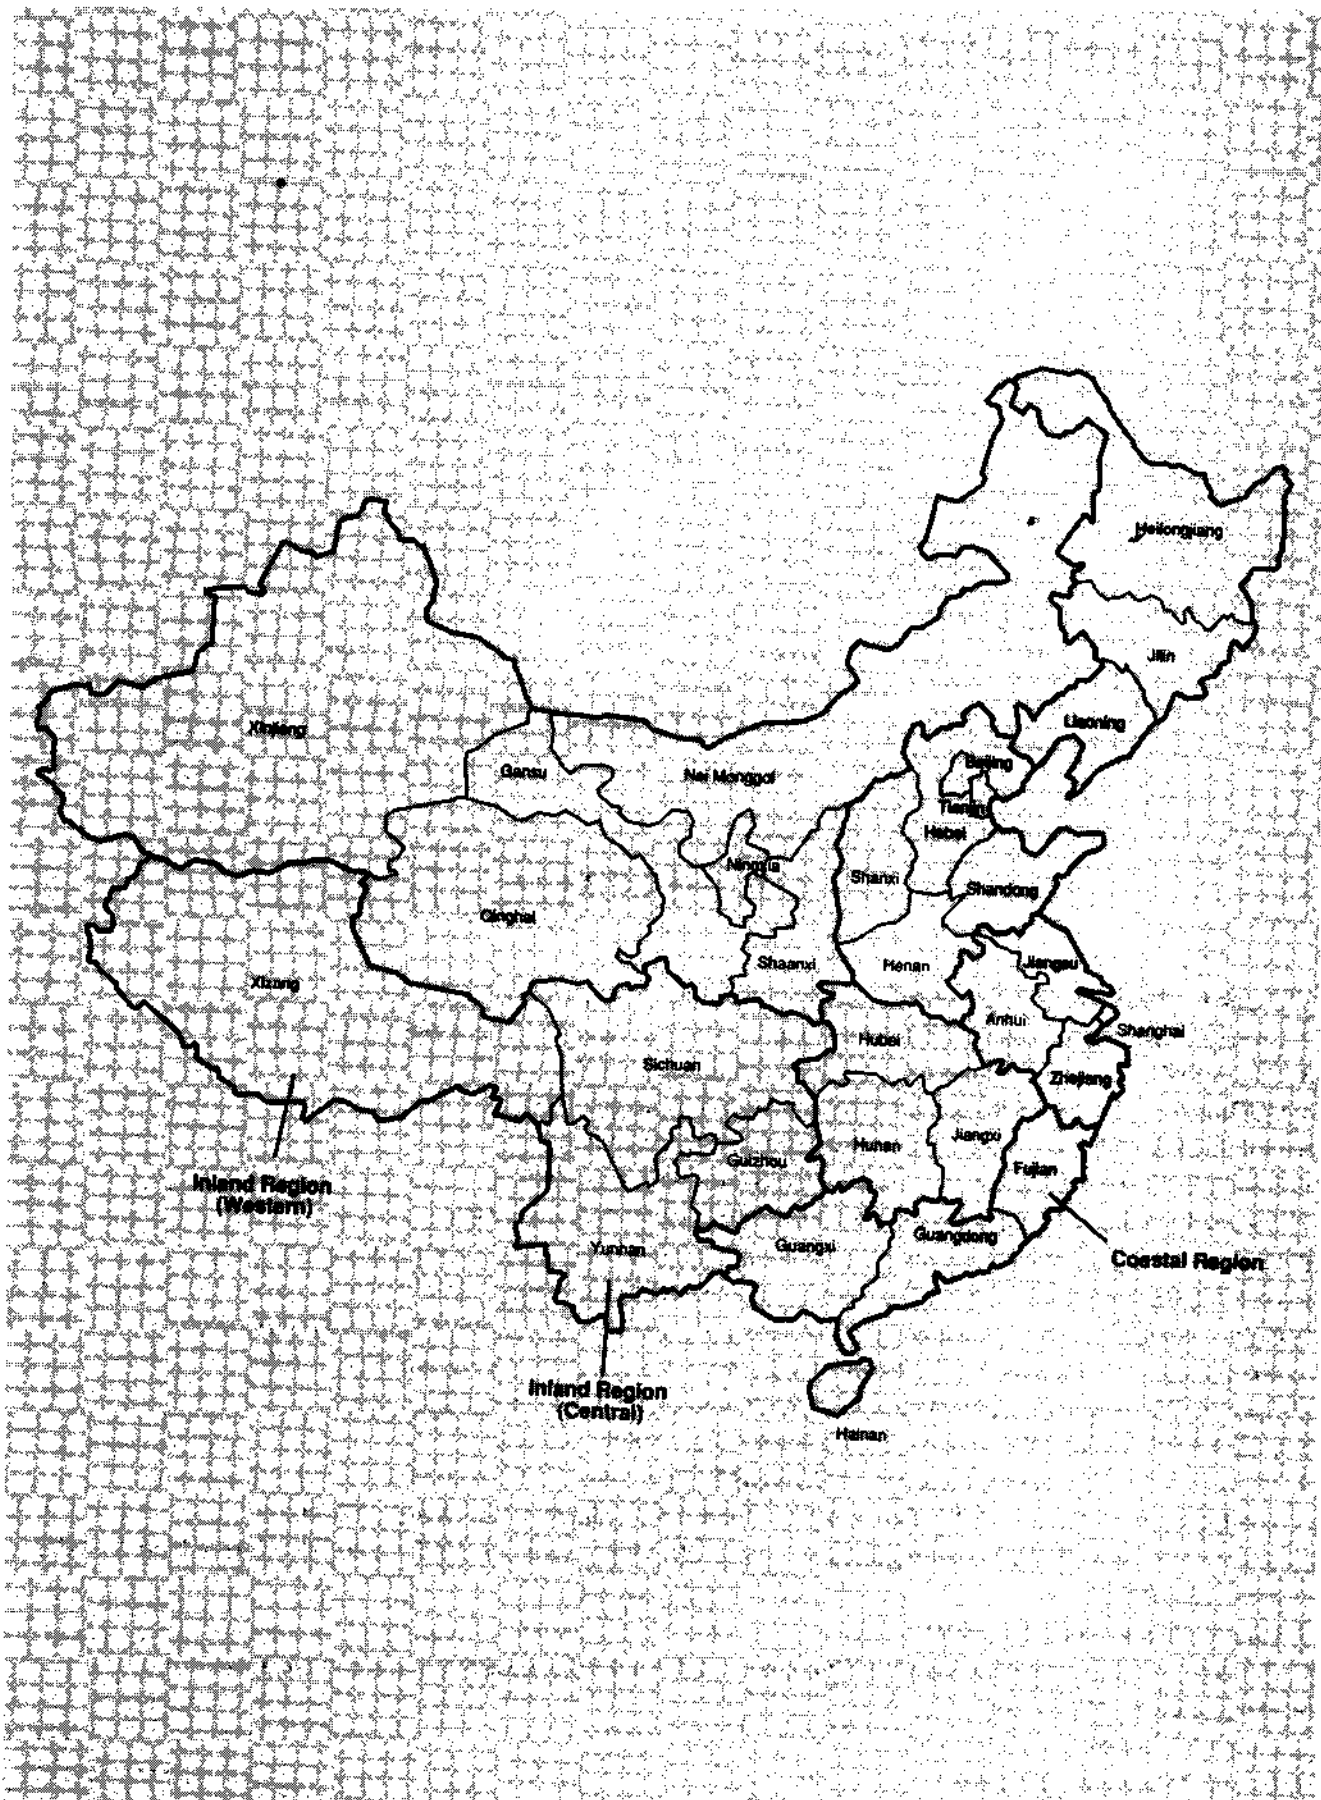 Heilongjiang
Jilin
Liaoning
Xinjiang
Beijing
Gansu
Nei Monggol
Tianjin
Hebei
Ningxia
Shanxi
Shandong
Qinghai
Shaanxi
Henan
Jiangsu
Xizang
Anhui
Shanghai
Hubei
Sichuan
Zhejiang
Hunan
Jiangxi
Guizhou
Fujian
Inland Region
(Western)
Guangdong
Guangxi
Yunnan
Coastal Region
Inland Region
(Central)
Hainan